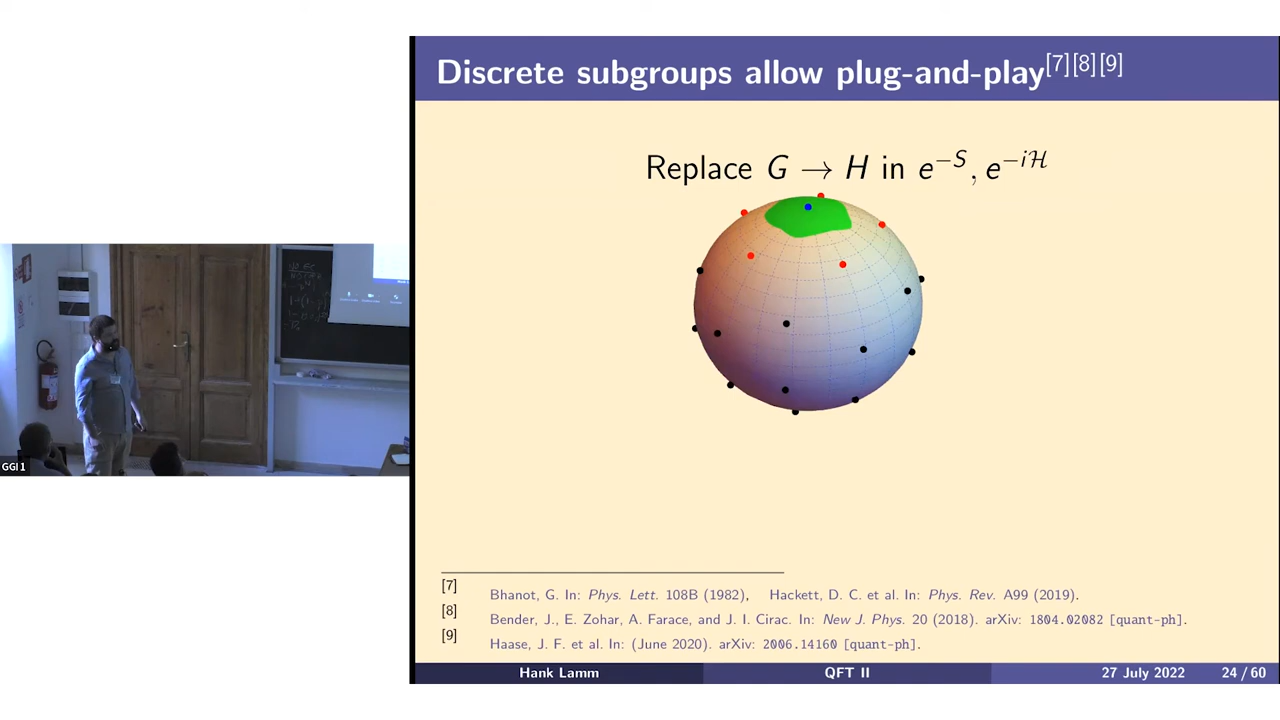 Discrete subgroups allow plug-and-play[7][8][9]
Replace G → H in e^{−S}, e^{−iℋ}
[7] Bhanot, G. In: Phys. Lett. 108B (1982), Hackett, D. C. et al. In: Phys. Rev. A99 (2019).
[8] Bender, J., E. Zohar, A. Farace, and J. I. Cirac. In: New J. Phys. 20 (2018). arXiv: 1804.02082 [quant-ph].
[9] Haase, J. F. et al. In: (June 2020). arXiv: 2006.14160 [quant-ph].
Hank Lamm QFT II 27 July 2022 24 / 60
GGI 1